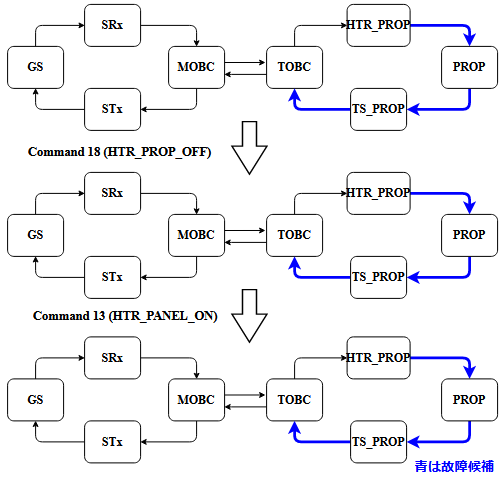 SRx
HTR_PROP
GS
MOBC
TOBC
PROP
STx
TS_PROP
Command 18 (HTR_PROP_OFF)
SRx
HTR_PROP
GS
MOBC
TOBC
PROP
STx
TS_PROP
Command 13 (HTR_PANEL_ON)
SRx
HTR_PROP
GS
MOBC
TOBC
PROP
STx
TS_PROP
青は故障候補